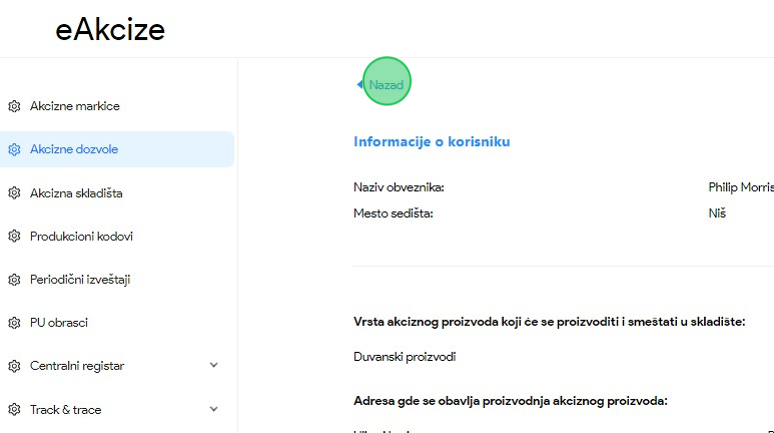 eAkcize
Akcizne markice
Akcizne dozvole
Akcizna skladišta
Produkcioni kodovi
Periodični izveštaji
PU obrasci
Centralni registar
Track & trace
Nazad
Informacije o korisniku
Naziv obveznika: Philip Morris
Mesto sedišta: Niš
Vrsta akciznog proizvoda koji će se proizvoditi i smeštati u skladište:
Duvanski proizvodi
Adresa gde se obavlja proizvodnja akciznog proizvoda: